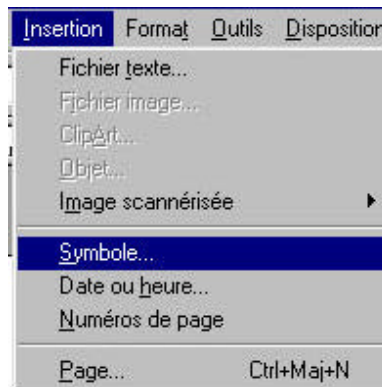 Insertion Format Outils Disposition
Fichier texte...
Fichier image...
ClipArt...
Objet...
Image scannérisée
Symbole...
Date ou heure...
Numéros de page
Page... Ctrl+Maj+N